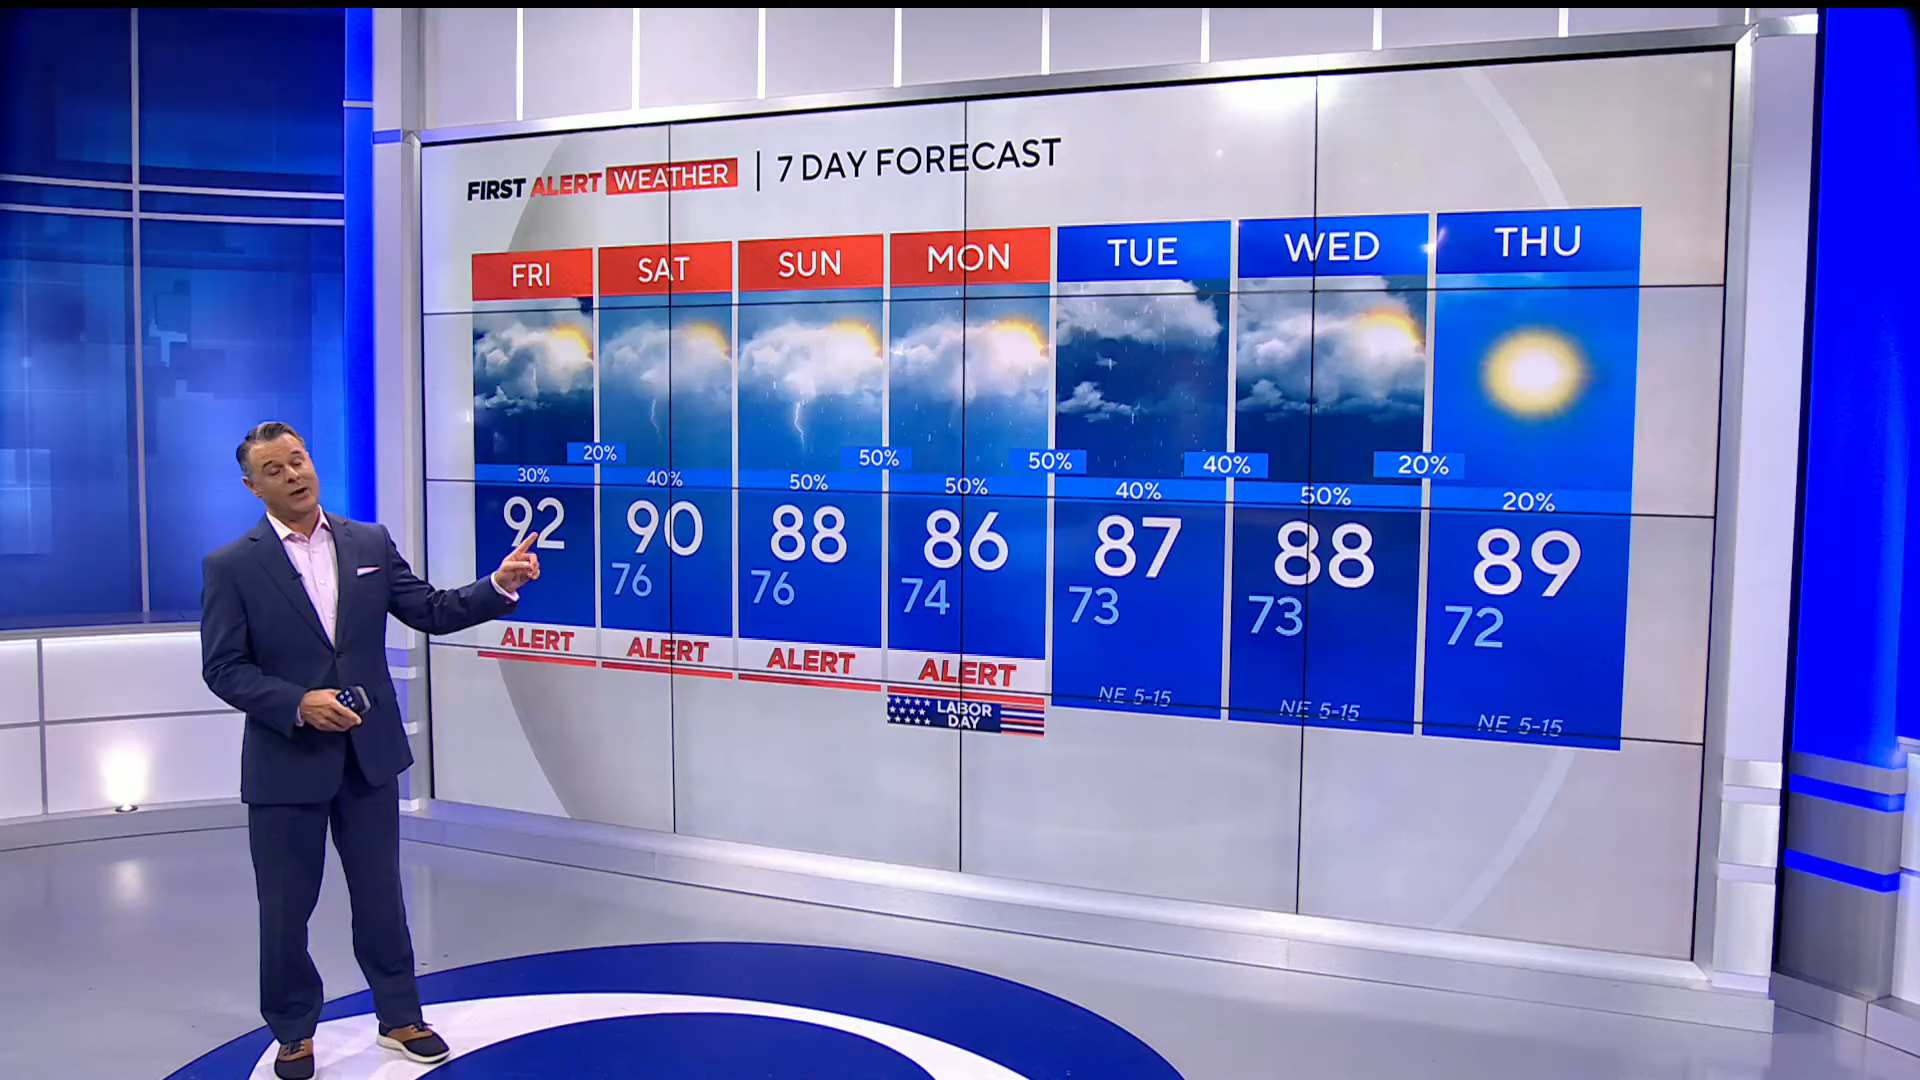 FIRST ALERT WEATHER | 7 DAY FORECAST
FRI SAT SUN MON TUE WED THU
20% 50% 50% 40% 20%
30% 40% 50% 50% 40% 50% 20%
92 90 88 86 87 88 89
76 76 74 73 73 72
ALERT ALERT ALERT ALERT
NE 5-15 NE 5-15 NE 5-15
LABOR
DAY